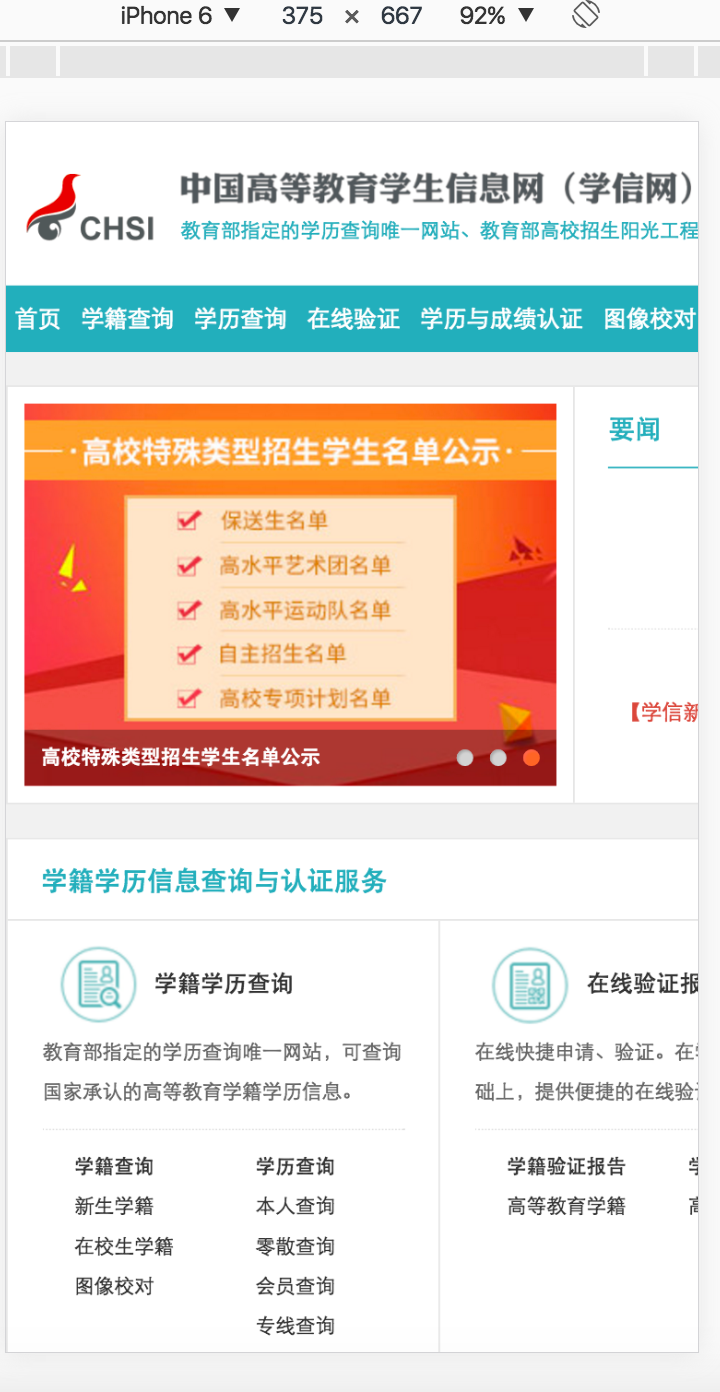 iPhone 6 ▼ 375 × 667 92% ▼
中国高等教育学生信息网（学信网）
CHSI
教育部指定的学历查询唯一网站、教育部高校招生阳光工程
首页 学籍查询 学历查询 在线验证 学历与成绩认证 图像校对
·高校特殊类型招生学生名单公示·
保送生名单
高水平艺术团名单
高水平运动队名单
自主招生名单
高校专项计划名单
高校特殊类型招生学生名单公示
要闻
【学信新
学籍学历信息查询与认证服务
学籍学历查询
教育部指定的学历查询唯一网站，可查询
国家承认的高等教育学籍学历信息。
学籍查询 学历查询
新生学籍 本人查询
在校生学籍 零散查询
图像校对 会员查询
专线查询
在线验证报
在线快捷申请、验证。在
础上，提供便捷的在线验
学籍验证报告
高等教育学籍